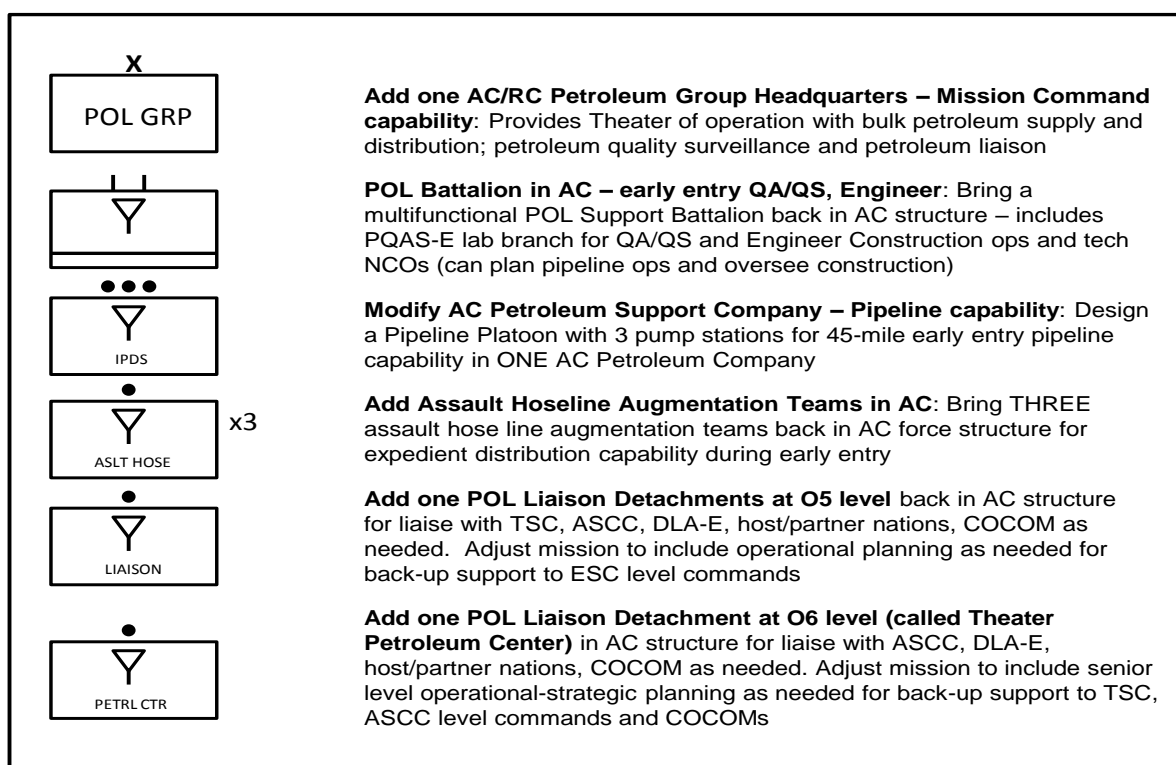 X
POL GRP
Add one AC/RC Petroleum Group Headquarters – Mission Command
capability: Provides Theater of operation with bulk petroleum supply and
distribution; petroleum quality surveillance and petroleum liaison
POL Battalion in AC – early entry QA/QS, Engineer: Bring a
multifunctional POL Support Battalion back in AC structure – includes
PQAS-E lab branch for QA/QS and Engineer Construction ops and tech
NCOs (can plan pipeline ops and oversee construction)
IPDS
Modify AC Petroleum Support Company – Pipeline capability: Design
a Pipeline Platoon with 3 pump stations for 45-mile early entry pipeline
capability in ONE AC Petroleum Company
x3
ASLT HOSE
Add Assault Hoseline Augmentation Teams in AC: Bring THREE
assault hose line augmentation teams back in AC force structure for
expedient distribution capability during early entry
LIAISON
Add one POL Liaison Detachments at O5 level back in AC structure
for liaise with TSC, ASCC, DLA-E, host/partner nations, COCOM as
needed.  Adjust mission to include operational planning as needed for
back-up support to ESC level commands
PETRL CTR
Add one POL Liaison Detachment at O6 level (called Theater
Petroleum Center) in AC structure for liaise with ASCC, DLA-E,
host/partner nations, COCOM as needed. Adjust mission to include senior
level operational-strategic planning as needed for back-up support to TSC,
ASCC level commands and COCOMs